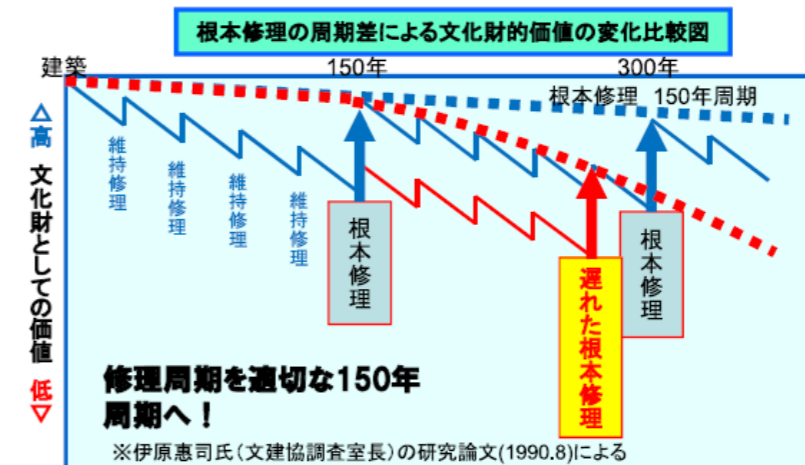 根本修理の周期差による文化財的価値の変化比較図
建築
150年
300年
根本修理 150年周期
△高 文化財としての価値 低▽
維持修理
維持修理
維持修理
維持修理
根本修理
遅れた根本修理
根本修理
修理周期を適切な150年
周期へ！
※伊原惠司氏（文建協調査室長）の研究論文(1990.8)による